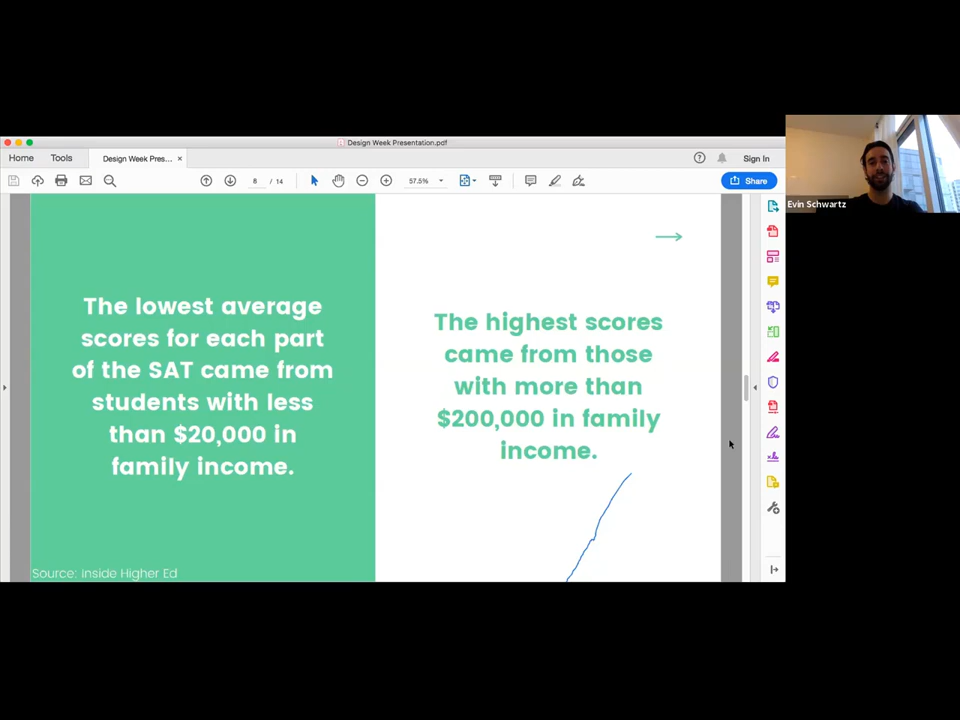 Design Week Presentation.pdf
Home
Tools
Design Week Pres...
Sign In
8 / 14
57.5%
Share
Evin Schwartz
The lowest average
scores for each part
of the SAT came from
students with less
than $20,000 in
family income.
Source: Inside Higher Ed
The highest scores
came from those
with more than
$200,000 in family
income.